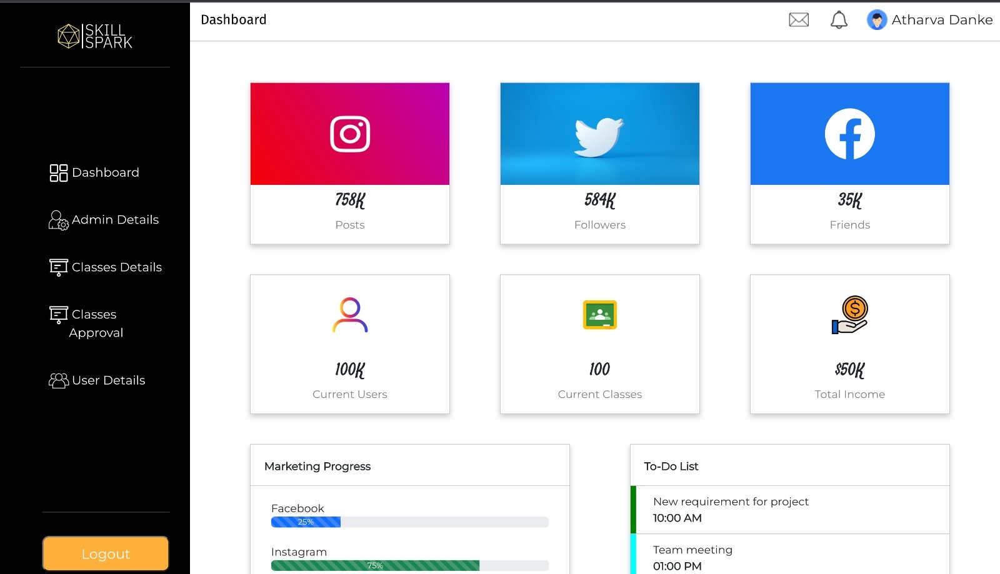 SKILL
SPARK
Dashboard
Admin Details
Classes Details
Classes
Approval
User Details
Logout
Dashboard
Atharva Danke
758K
Posts
584K
Followers
35K
Friends
100K
Current Users
100
Current Classes
$50K
Total Income
Marketing Progress
Facebook
25%
Instagram
75%
To-Do List
New requirement for project
10:00 AM
Team meeting
01:00 PM